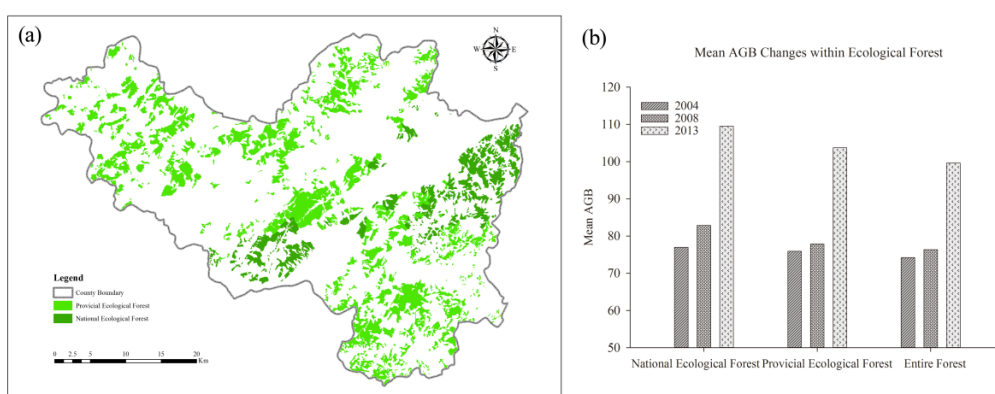 (a)
N
W
E
S
Legend
County Boundary
Provicial Ecological Forest
National Ecological Forest
0 2.5 5 10 15 20
Km
(b)
Mean AGB Changes within Ecological Forest
2004
2008
2013
Mean AGB
120
110
100
90
80
70
60
50
National Ecological Forest Provicial Ecological Forest Entire Forest